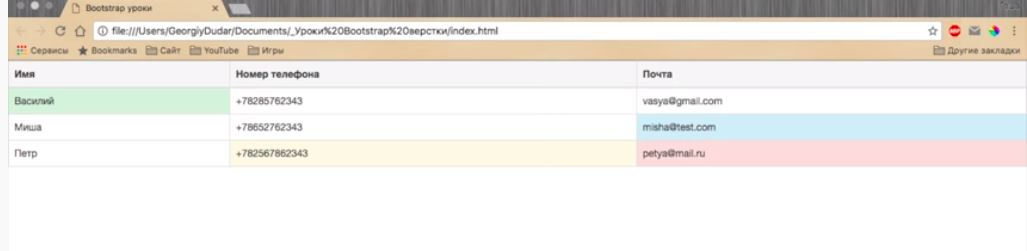 Bootstrap уроки
file:///Users/GeorgiyDudar/Documents/_Уроки%20Bootstrap%20верстки/index.html
Сервисы Bookmarks Сайт YouTube Игры Другие закладки
Имя Номер телефона Почта
Василий +78285762343 vasya@gmail.com
Миша +78652762343 misha@test.com
Петр +782567862343 petya@mail.ru